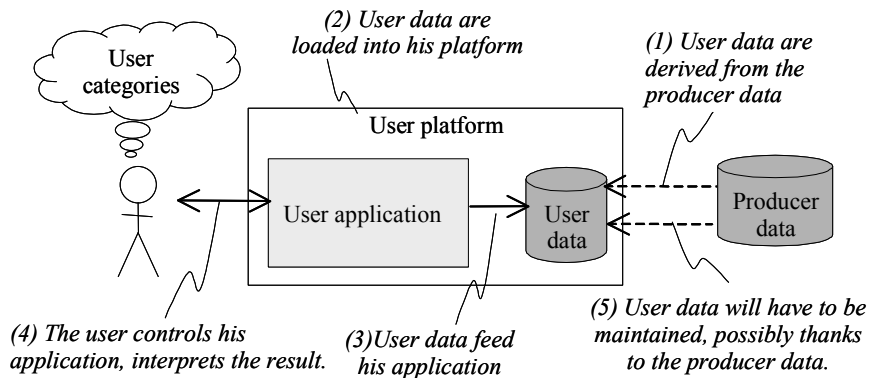 (2) User data are
loaded into his platform
(1) User data are
derived from the
producer data
User
categories
User platform
User application
User
data
Producer
data
(4) The user controls his
application, interprets the result.
(3)User data feed
his application
(5) User data will have to be
maintained, possibly thanks
to the producer data.